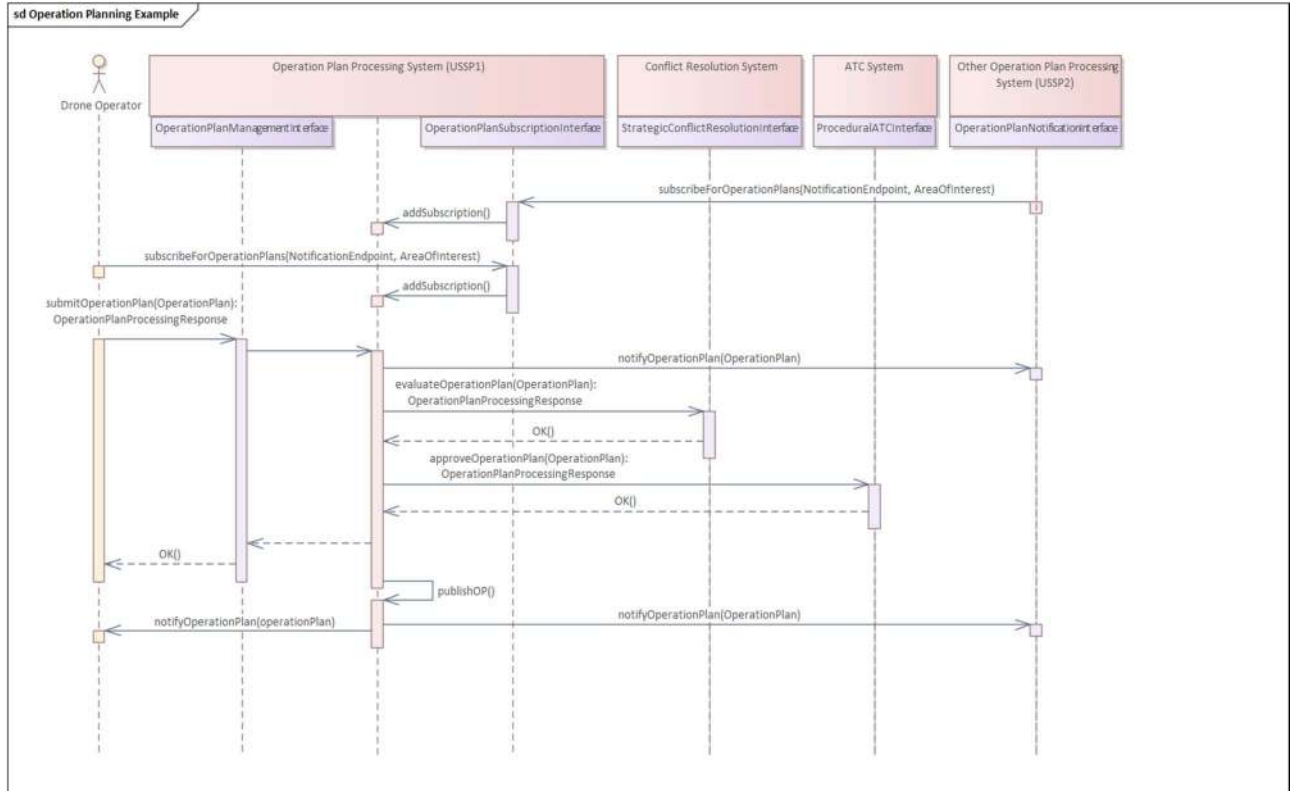 sd Operation Planning Example
Drone Operator
Operation Plan Processing System (USSP1)
Conflict Resolution System
ATC System
Other Operation Plan Processing
System (USSP2)
OperationPlanManagementInterface
OperationPlanSubscriptionInterface
StrategicConflictResolutionInterface
ProceduralATCInterface
OperationPlanNotificationInterface
subscribeForOperationPlans(NotificationEndpoint, AreaOfInterest)
addSubscription()
subscribeForOperationPlans(NotificationEndpoint, AreaOfInterest)
addSubscription()
submitOperationPlan(OperationPlan):
OperationPlanProcessingResponse
notifyOperationPlan(OperationPlan)
evaluateOperationPlan(OperationPlan):
OperationPlanProcessingResponse
OK()
approveOperationPlan(OperationPlan):
OperationPlanProcessingResponse
OK()
OK()
publishOP()
notifyOperationPlan(operationPlan)
notifyOperationPlan(OperationPlan)